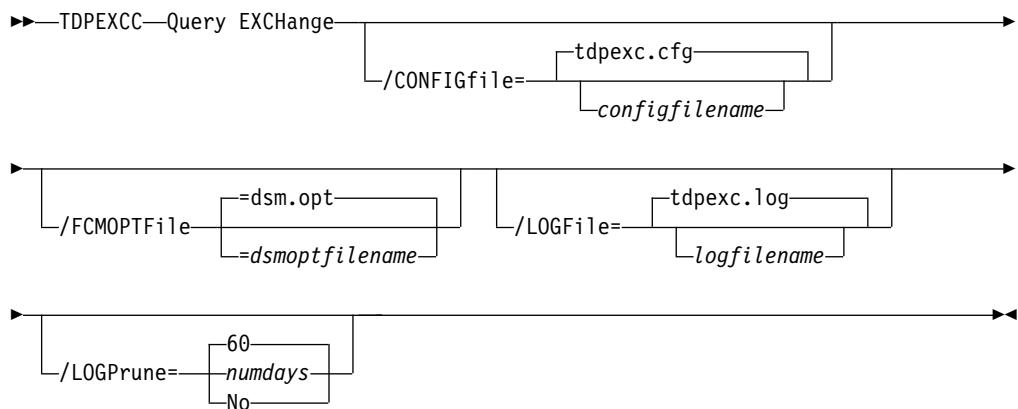 TDPEXCC Query EXCHange
tdpexc.cfg
/CONFIGfile=
configfilename
=dsm.opt
tdpexc.log
/FCMOPTFile
/LOGFile=
=dsmoptfilename
logfilename
60
/LOGPrune=
numdays
No